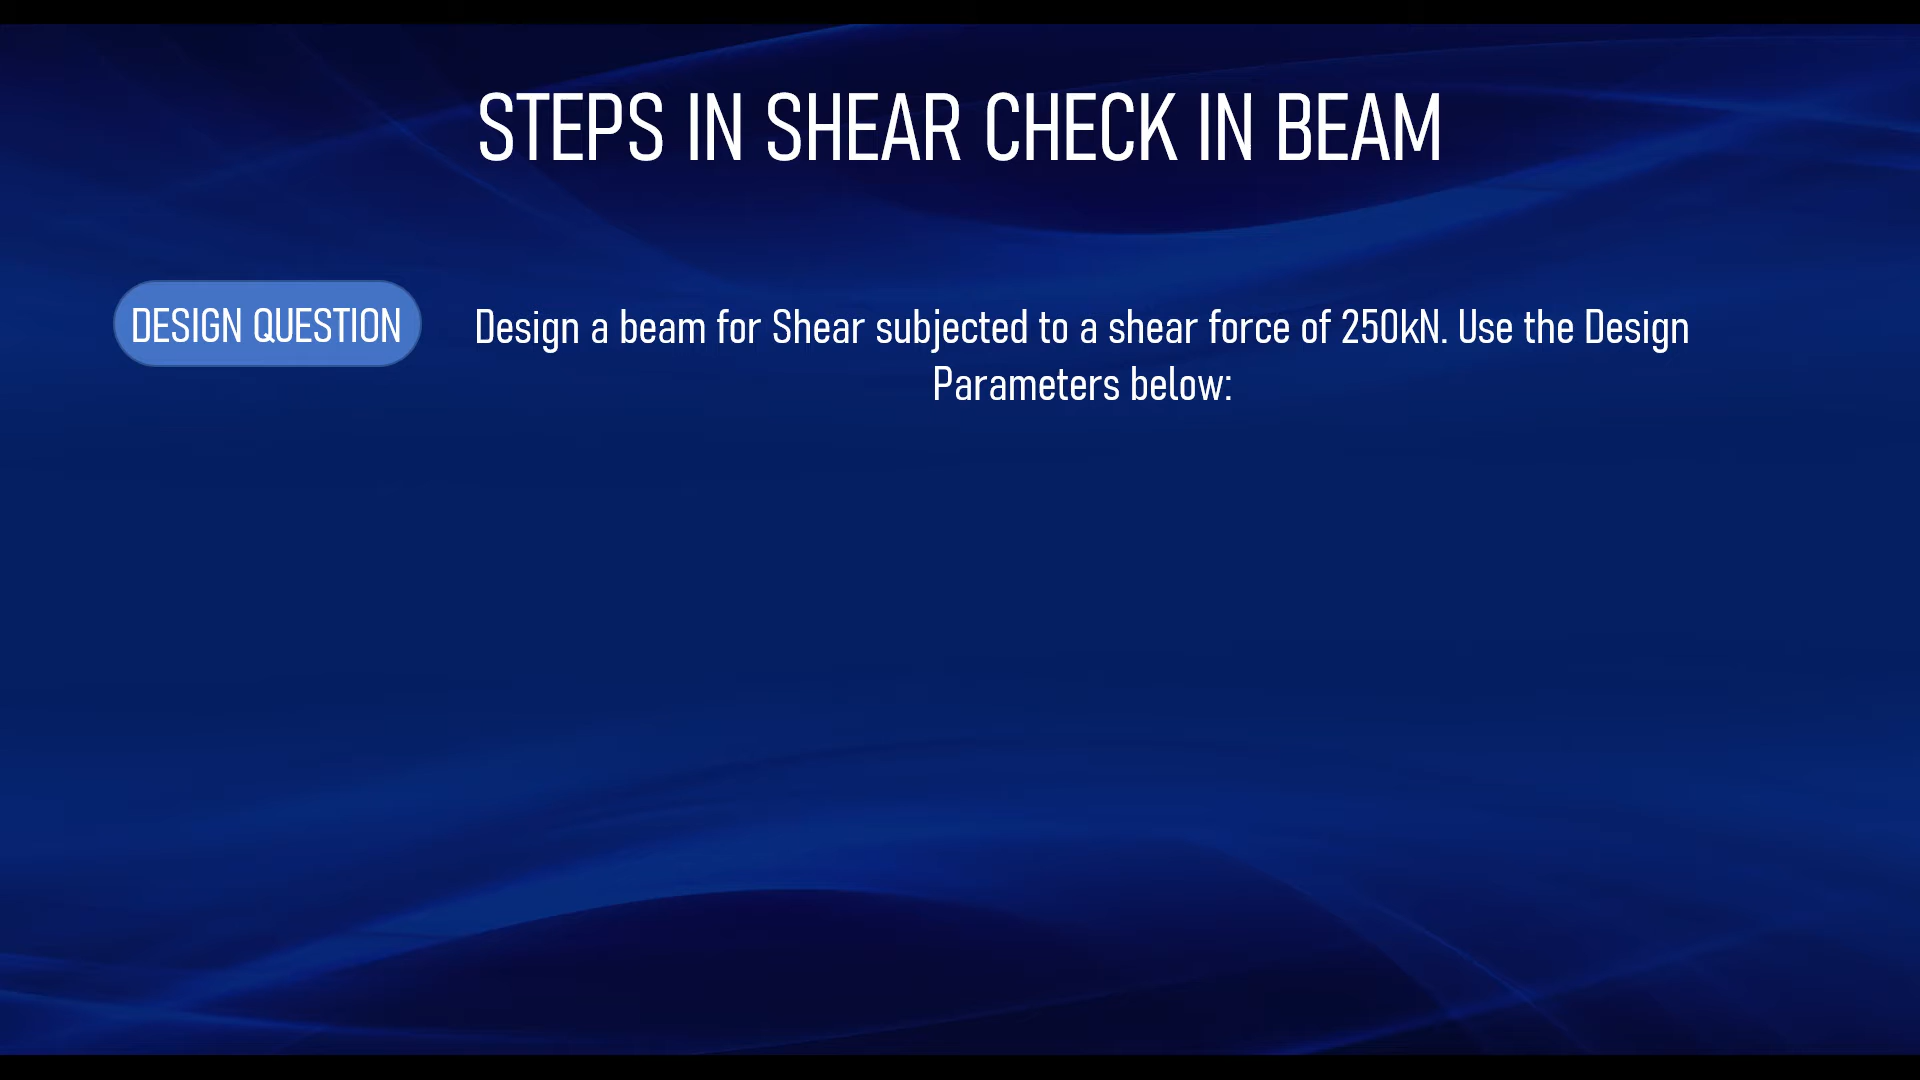 STEPS IN SHEAR CHECK IN BEAM
DESIGN QUESTION
Design a beam for Shear subjected to a shear force of 250kN. Use the Design
Parameters below: